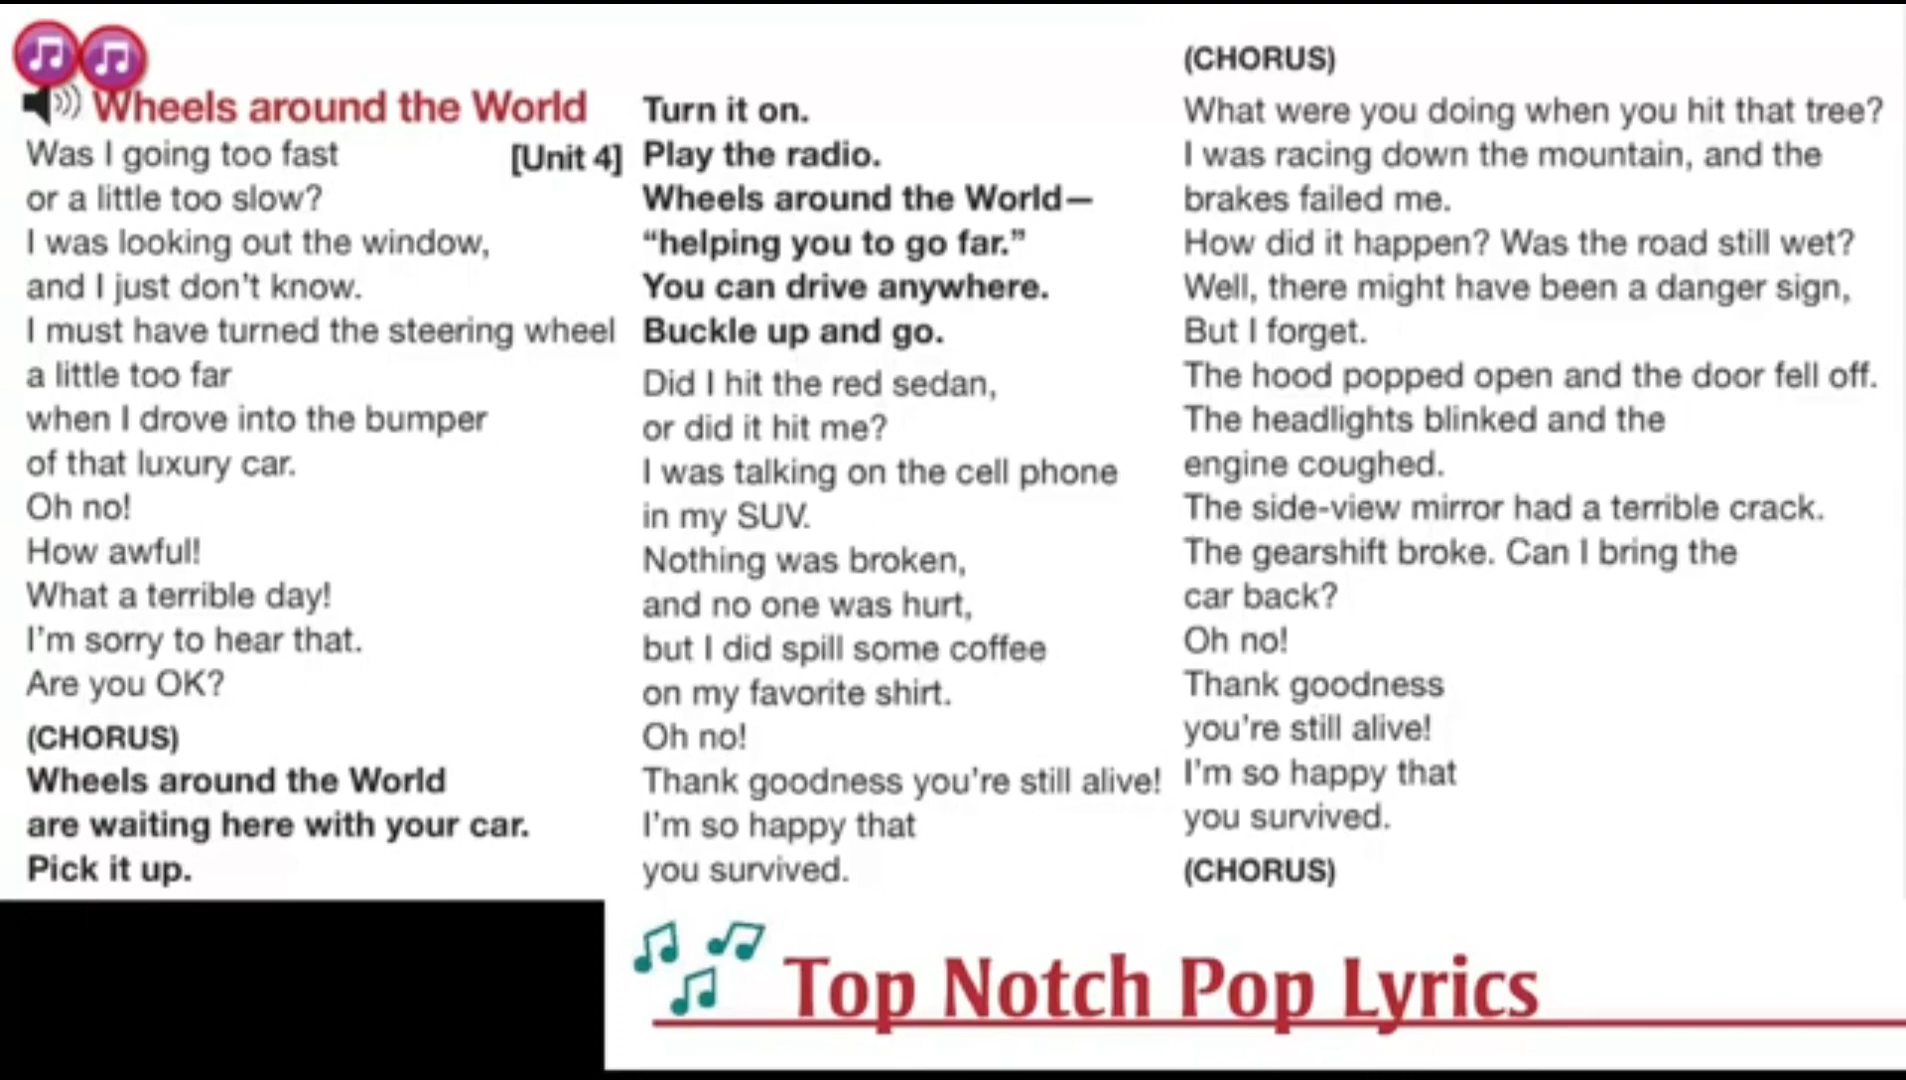 Wheels around the World
[Unit 4]
Was I going too fast
or a little too slow?
I was looking out the window,
and I just don't know.
I must have turned the steering wheel
a little too far
when I drove into the bumper
of that luxury car.
Oh no!
How awful!
What a terrible day!
I'm sorry to hear that.
Are you OK?
(CHORUS)
Wheels around the World
are waiting here with your car.
Pick it up.
Turn it on.
Play the radio.
Wheels around the World—
“helping you to go far.”
You can drive anywhere.
Buckle up and go.
Did I hit the red sedan,
or did it hit me?
I was talking on the cell phone
in my SUV.
Nothing was broken,
and no one was hurt,
but I did spill some coffee
on my favorite shirt.
Oh no!
Thank goodness you're still alive!
I'm so happy that
you survived.
(CHORUS)
What were you doing when you hit that tree?
I was racing down the mountain, and the
brakes failed me.
How did it happen? Was the road still wet?
Well, there might have been a danger sign,
But I forget.
The hood popped open and the door fell off.
The headlights blinked and the
engine coughed.
The side-view mirror had a terrible crack.
The gearshift broke. Can I bring the
car back?
Oh no!
Thank goodness
you're still alive!
I'm so happy that
you survived.
(CHORUS)
Top Notch Pop Lyrics